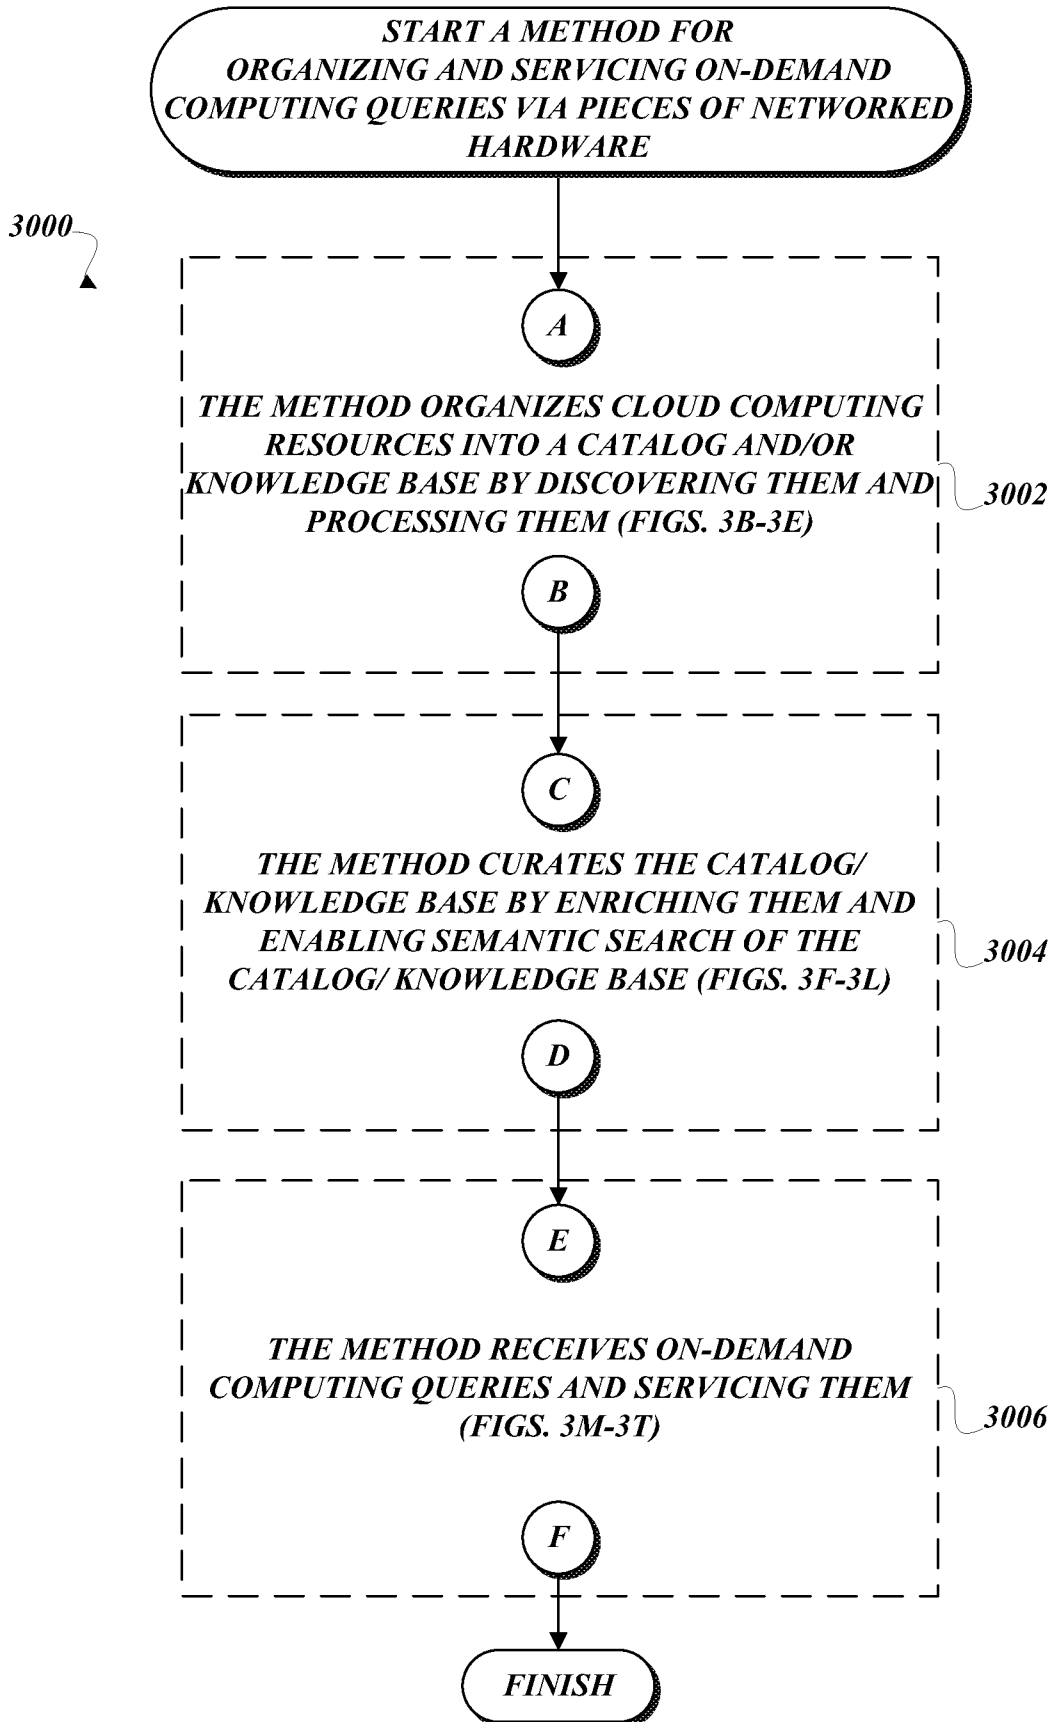 START A METHOD FOR
ORGANIZING AND SERVICING ON-DEMAND
COMPUTING QUERIES VIA PIECES OF NETWORKED
HARDWARE
3000
A
THE METHOD ORGANIZES CLOUD COMPUTING
RESOURCES INTO A CATALOG AND/OR
KNOWLEDGE BASE BY DISCOVERING THEM AND
PROCESSING THEM (FIGS. 3B-3E)
3002
B
C
THE METHOD CURATES THE CATALOG/
KNOWLEDGE BASE BY ENRICHING THEM AND
ENABLING SEMANTIC SEARCH OF THE
CATALOG/ KNOWLEDGE BASE (FIGS. 3F-3L)
3004
D
E
THE METHOD RECEIVES ON-DEMAND
COMPUTING QUERIES AND SERVICING THEM
(FIGS. 3M-3T)
3006
F
FINISH